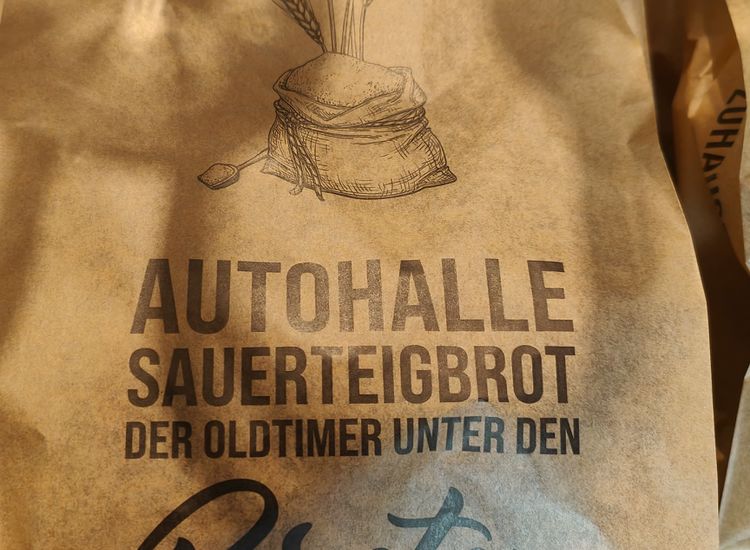 AUTOHALLE
SAUERTEIGBROT
DER OLDTIMER UNTER DEN